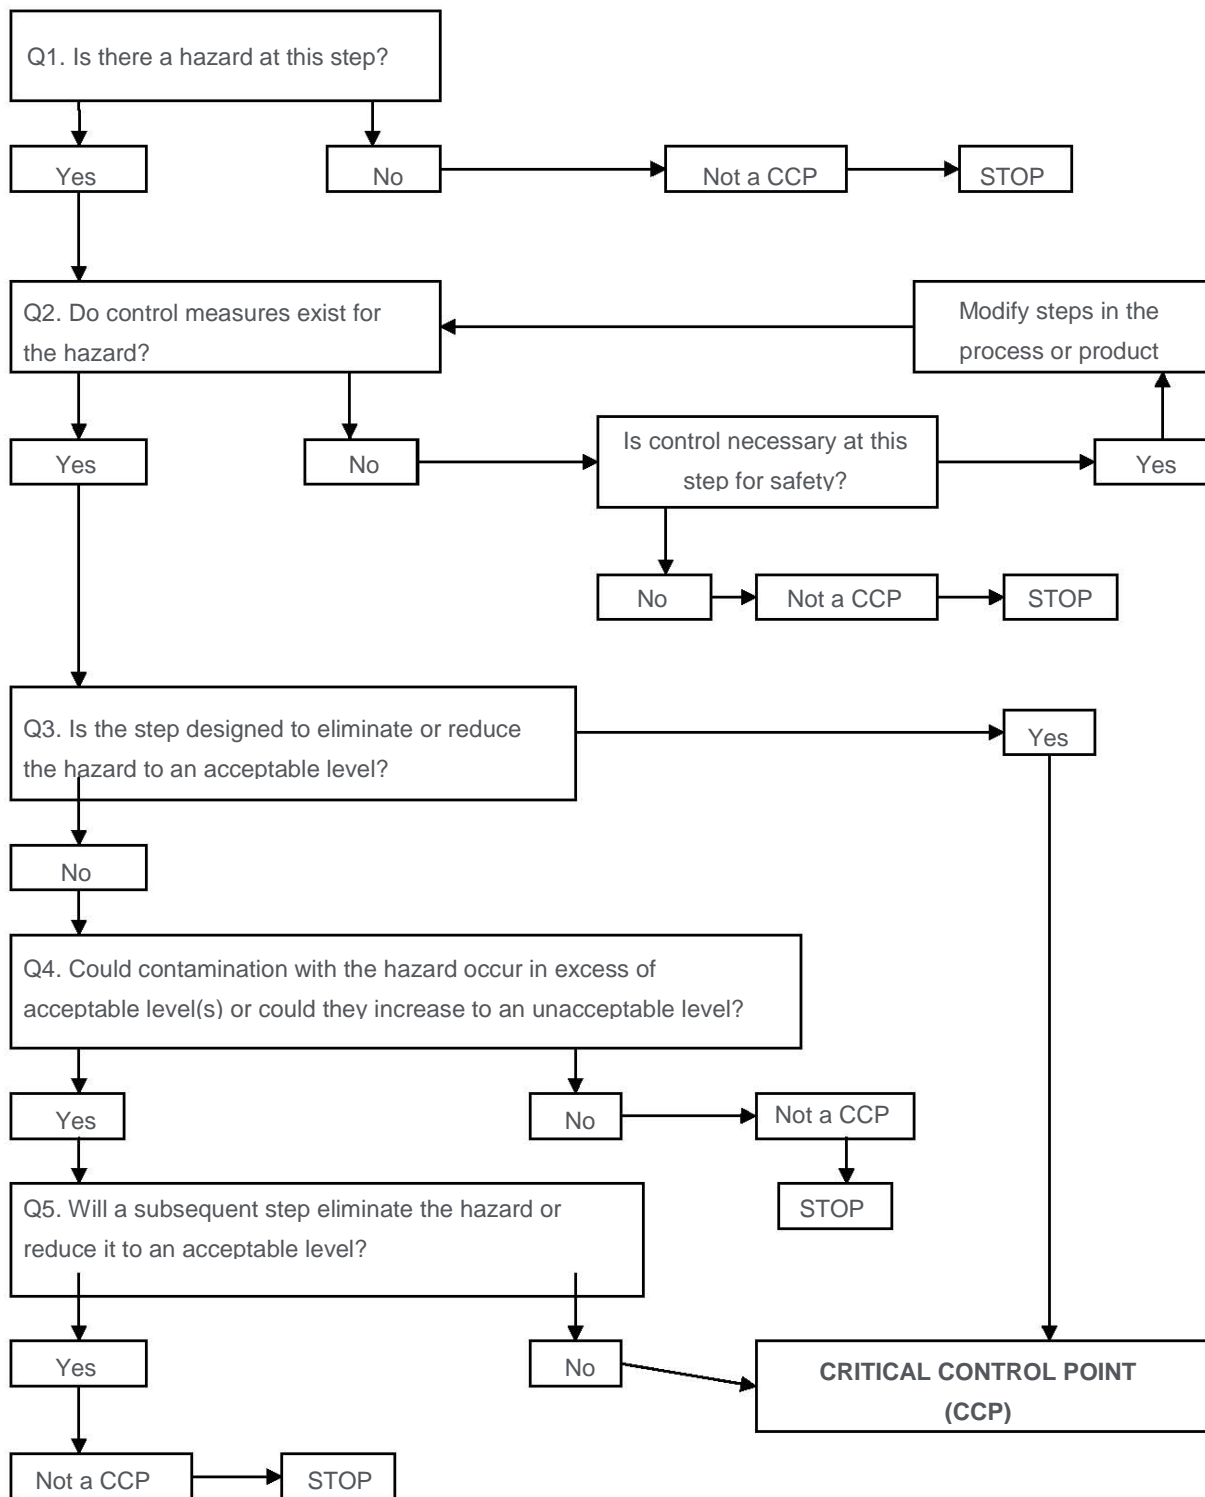 Q1. Is there a hazard at this step?
Yes
No
Not a CCP
STOP
Q2. Do control measures exist for
the hazard?
Modify steps in the
process or product
Yes
No
Is control necessary at this
step for safety?
Yes
No
Not a CCP
STOP
Q3. Is the step designed to eliminate or reduce
the hazard to an acceptable level?
Yes
No
Q4. Could contamination with the hazard occur in excess of
acceptable level(s) or could they increase to an unacceptable level?
Yes
No
Not a CCP
STOP
Q5. Will a subsequent step eliminate the hazard or
reduce it to an acceptable level?
Yes
No
CRITICAL CONTROL POINT
(CCP)
Not a CCP
STOP